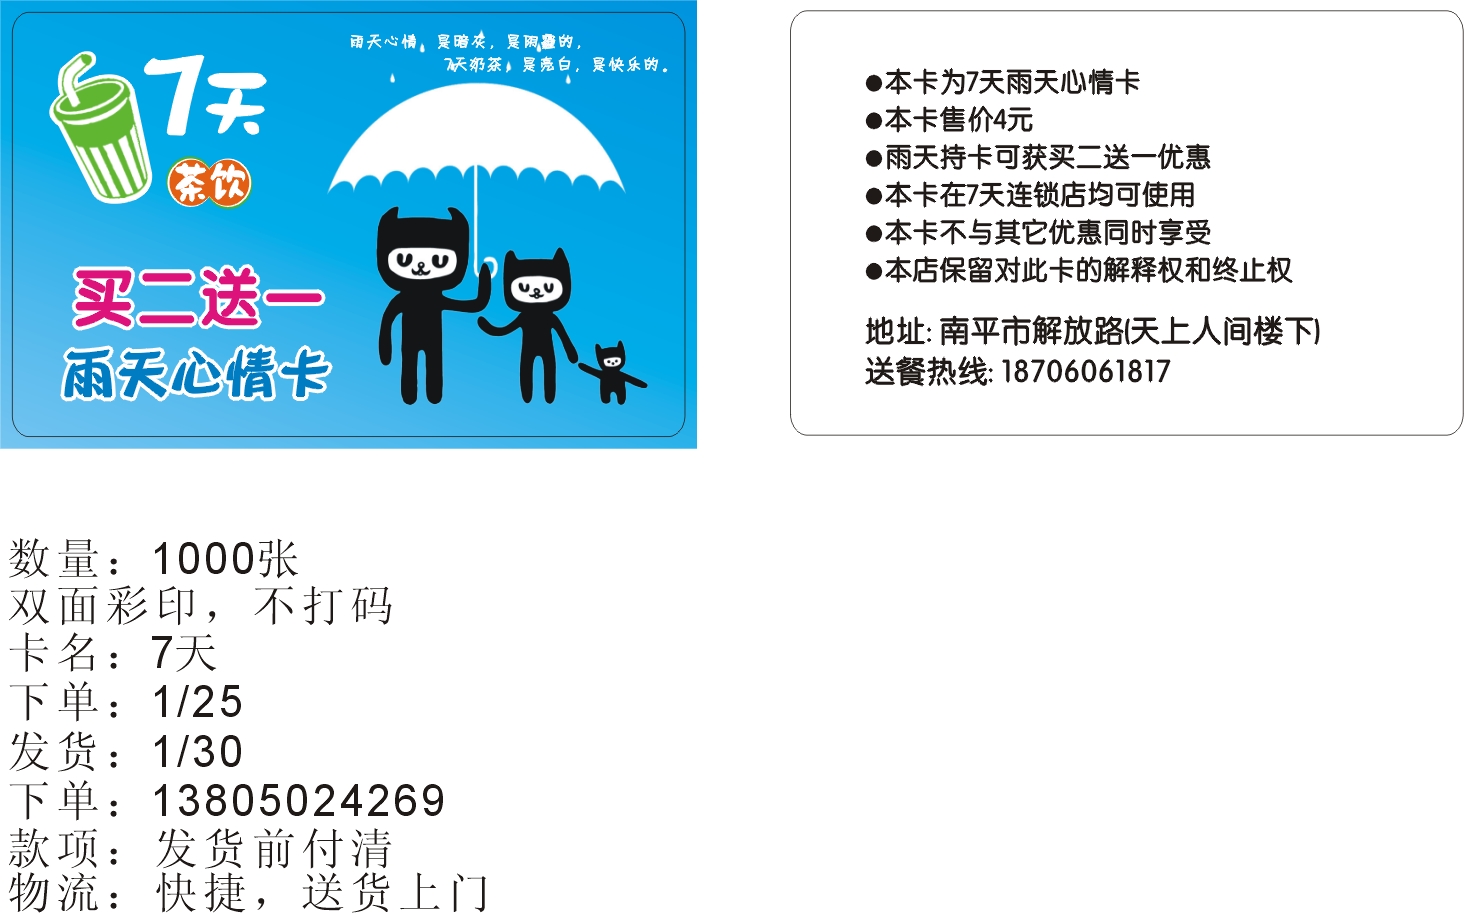 雨天心情，是暗灰，是阴霾的，
7天奶茶，是亮白，是快乐的。
7天
茶饮
买二送一
雨天心情卡
●本卡为7天雨天心情卡
●本卡售价4元
●雨天持卡可获买二送一优惠
●本卡在7天连锁店均可使用
●本卡不与其它优惠同时享受
●本店保留对此卡的解释权和终止权
地址: 南平市解放路(天上人间楼下)
送餐热线: 18706061817
数量：1000张
双面彩印，不打码
卡名：7天
下单：1/25
发货：1/30
下单：13805024269
款项：发货前付清
物流：快捷，送货上门